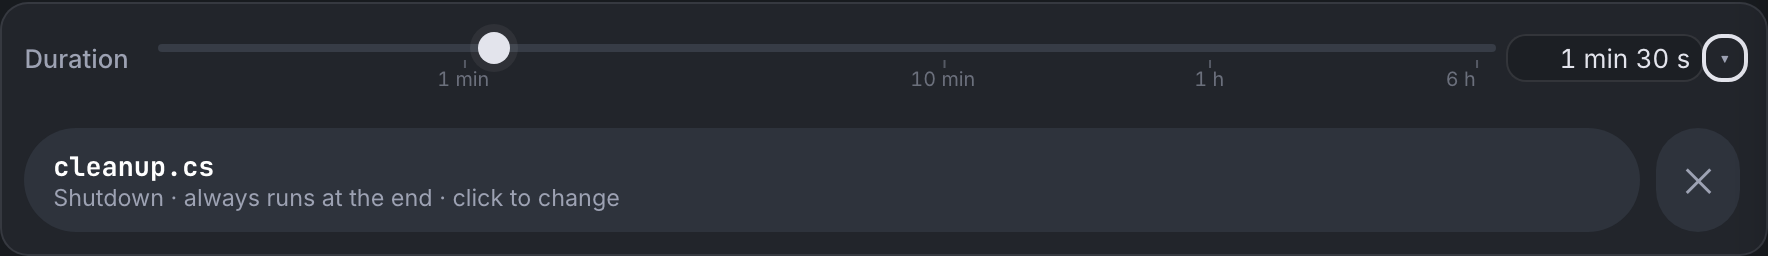 Duration
1 min
10 min
1 h
6 h
1 min 30 s
cleanup.cs
Shutdown · always runs at the end · click to change